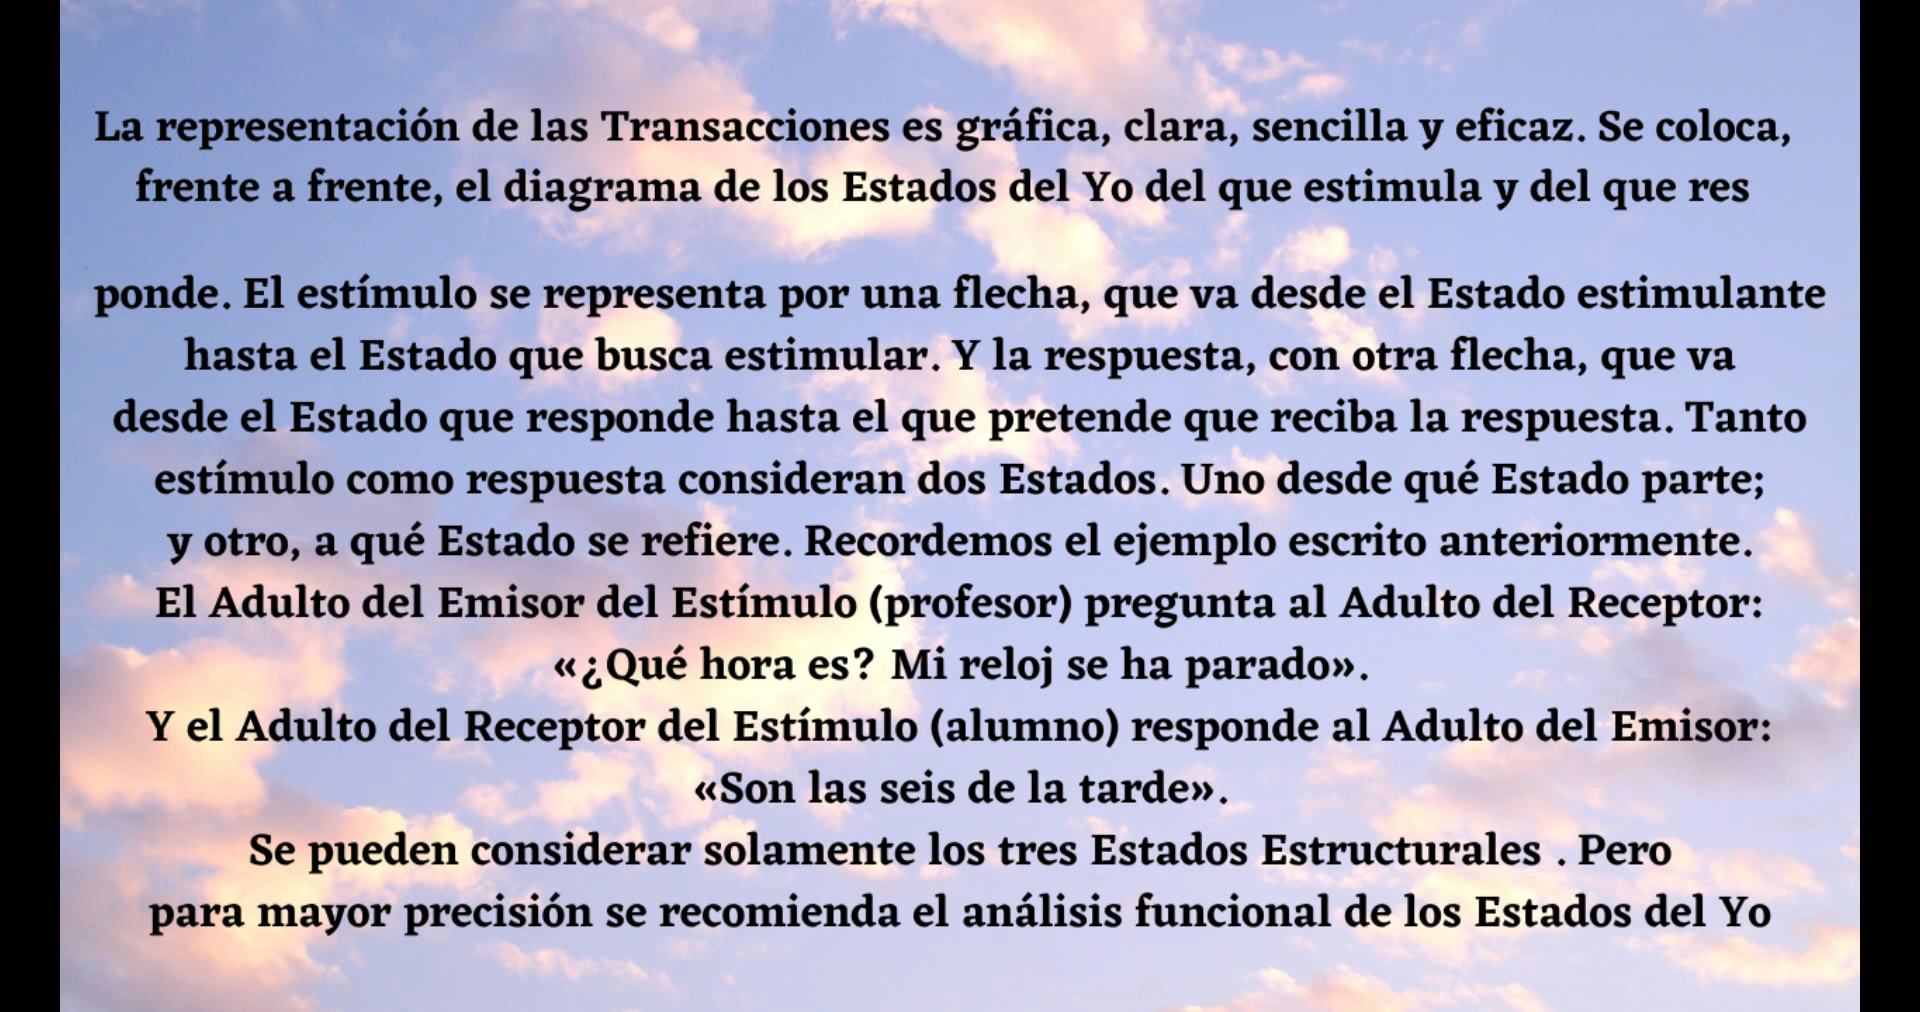 La representación de las Transacciones es gráfica, clara, sencilla y eficaz. Se coloca,
frente a frente, el diagrama de los Estados del Yo del que estimula y del que res
ponde. El estímulo se representa por una flecha, que va desde el Estado estimulante
hasta el Estado que busca estimular. Y la respuesta, con otra flecha, que va
desde el Estado que responde hasta el que pretende que reciba la respuesta. Tanto
estímulo como respuesta consideran dos Estados. Uno desde qué Estado parte;
y otro, a qué Estado se refiere. Recordemos el ejemplo escrito anteriormente.
El Adulto del Emisor del Estímulo (profesor) pregunta al Adulto del Receptor:
«¿Qué hora es? Mi reloj se ha parado».
Y el Adulto del Receptor del Estímulo (alumno) responde al Adulto del Emisor:
«Son las seis de la tarde».
Se pueden considerar solamente los tres Estados Estructurales . Pero
para mayor precisión se recomienda el análisis funcional de los Estados del Yo